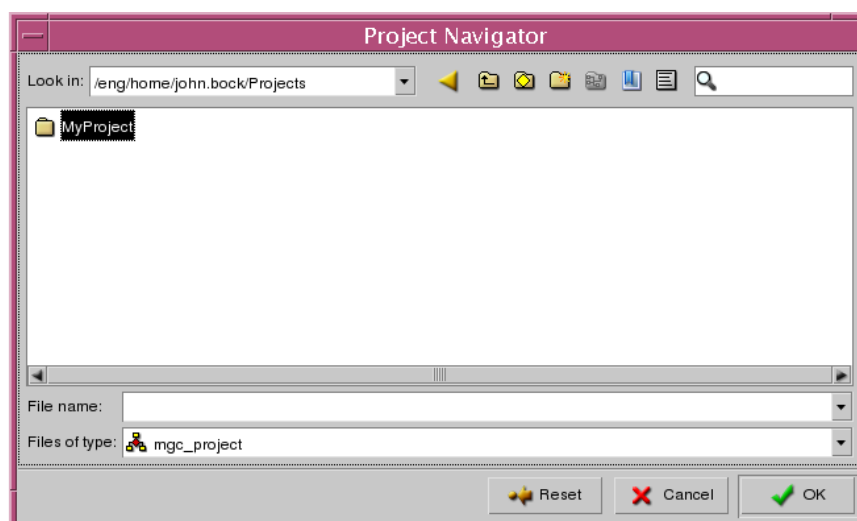 Project Navigator
Look in: /eng/home/john.bock/Projects
MyProject
File name:
Files of type: mgc_project
Reset Cancel OK